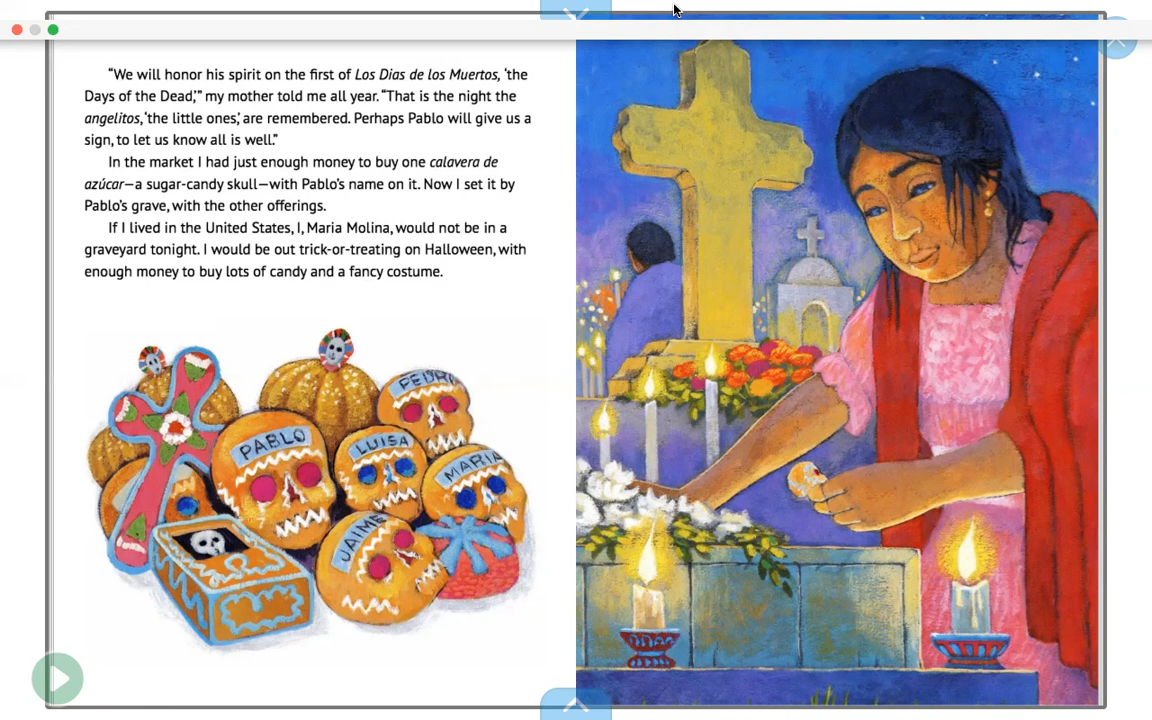 “We will honor his spirit on the first of Los Dias de los Muertos, ‘the
Days of the Dead,’” my mother told me all year. “That is the night the
angelitos, ‘the little ones,’ are remembered. Perhaps Pablo will give us a
sign, to let us know all is well.”
In the market I had just enough money to buy one calavera de
azúcar—a sugar-candy skull—with Pablo’s name on it. Now I set it by
Pablo’s grave, with the other offerings.
If I lived in the United States, I, Maria Molina, would not be in a
graveyard tonight. I would be out trick-or-treating on Halloween, with
enough money to buy lots of candy and a fancy costume.
PEDRO
PABLO
LUISA
MARIA
JAIME